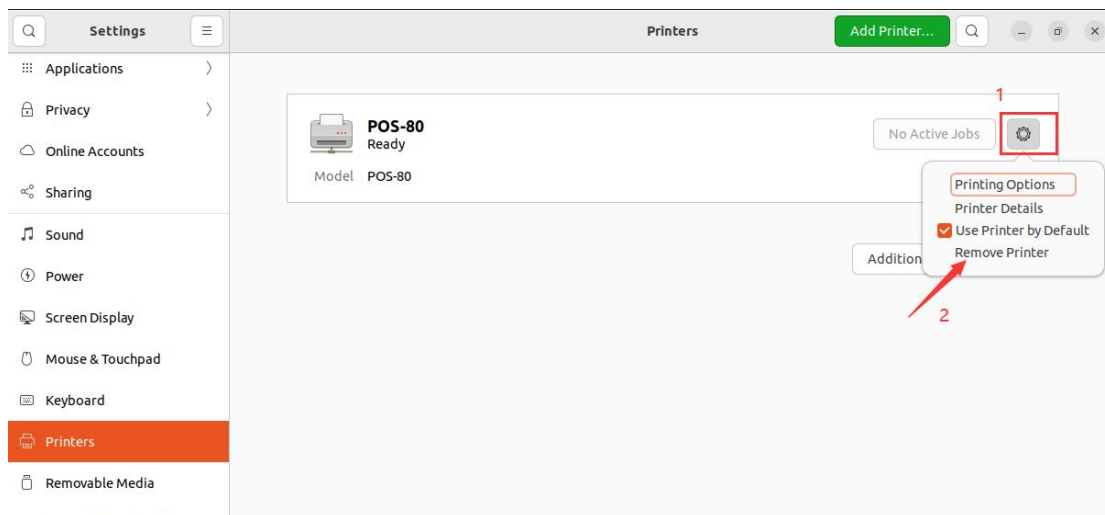 Settings
Printers
Add Printer...
Applications
Privacy
Online Accounts
Sharing
Sound
Power
Screen Display
Mouse & Touchpad
Keyboard
Printers
Removable Media
1
POS-80
Ready
No Active Jobs
Model POS-80
Printing Options
Printer Details
Use Printer by Default
Remove Printer
Addition
2